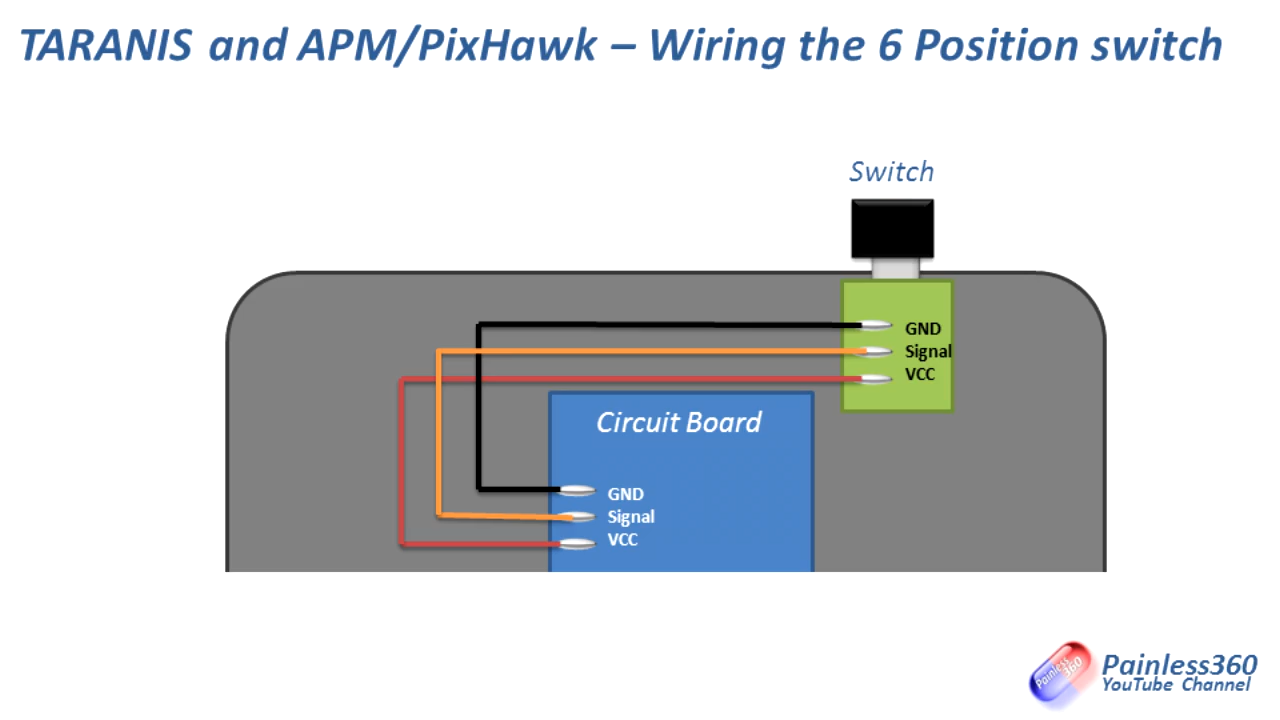 TARANIS and APM/PixHawk – Wiring the 6 Position switch
Switch
GND
Signal
VCC
Circuit Board
GND
Signal
VCC
Painless360
Painless360
YouTube Channel